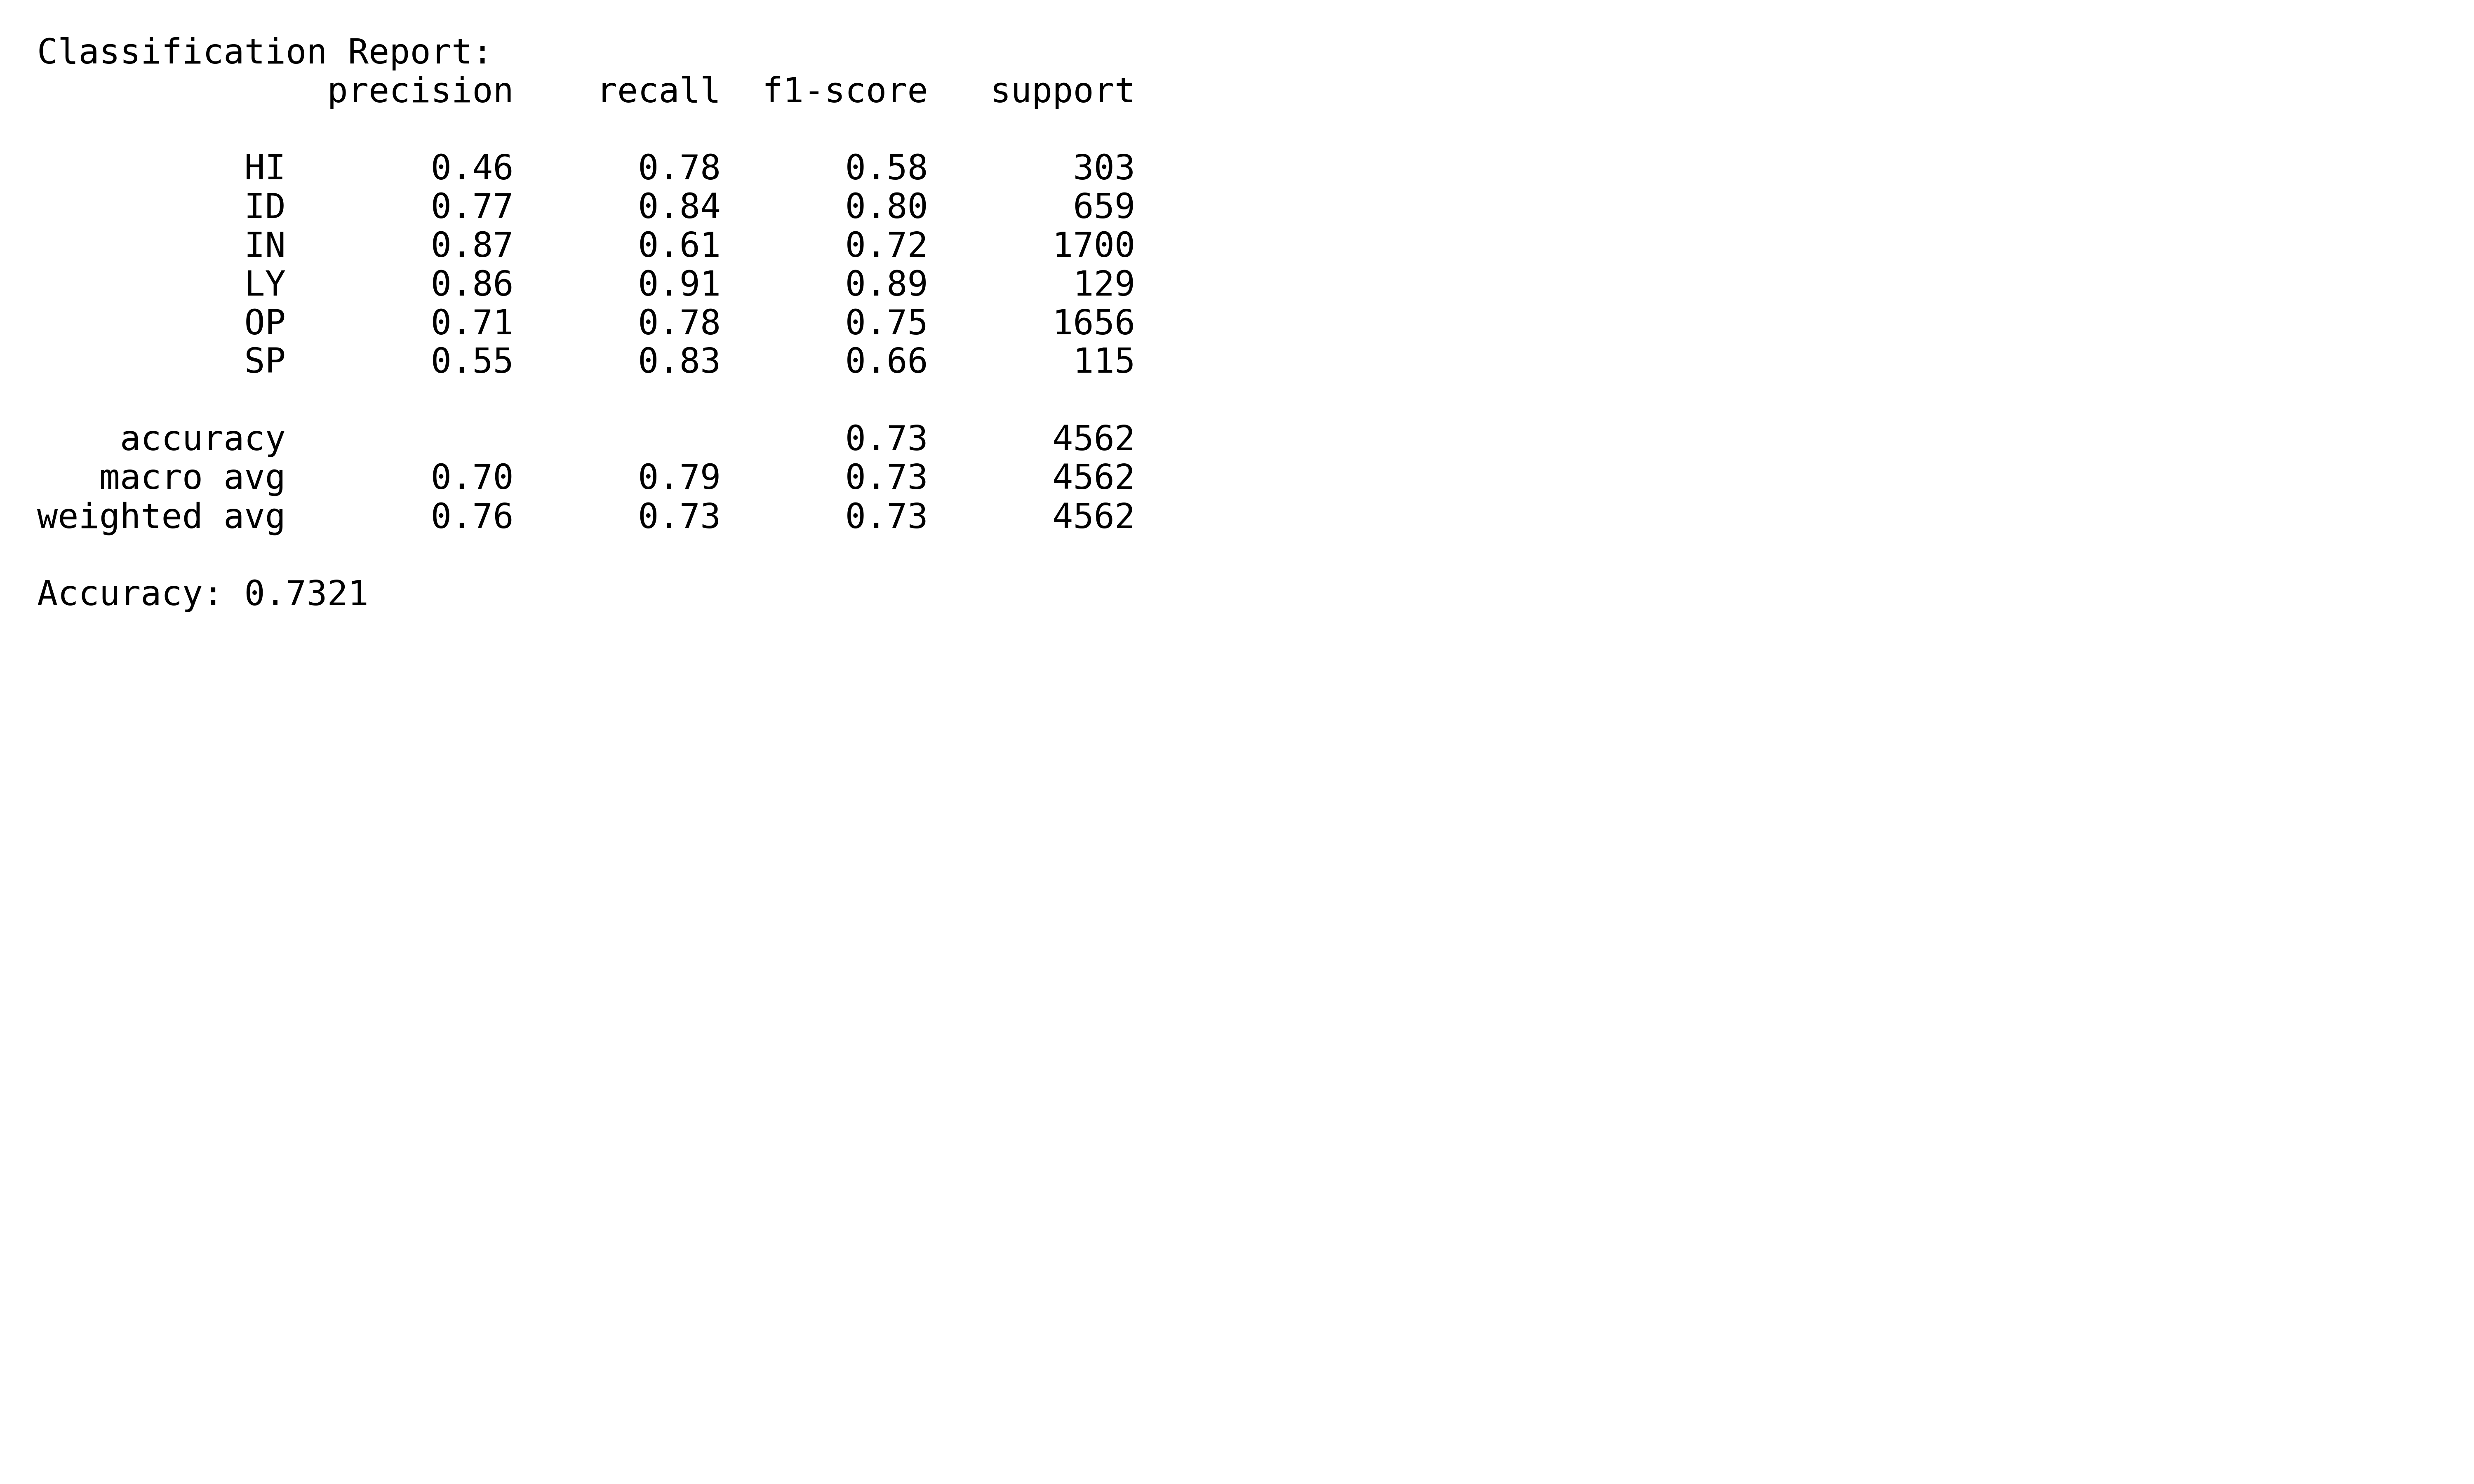 Classification Report:
precision recall f1-score support
HI 0.46 0.78 0.58 303
ID 0.77 0.84 0.80 659
IN 0.87 0.61 0.72 1700
LY 0.86 0.91 0.89 129
OP 0.71 0.78 0.75 1656
SP 0.55 0.83 0.66 115
accuracy 0.73 4562
macro avg 0.70 0.79 0.73 4562
weighted avg 0.76 0.73 0.73 4562
Accuracy: 0.7321